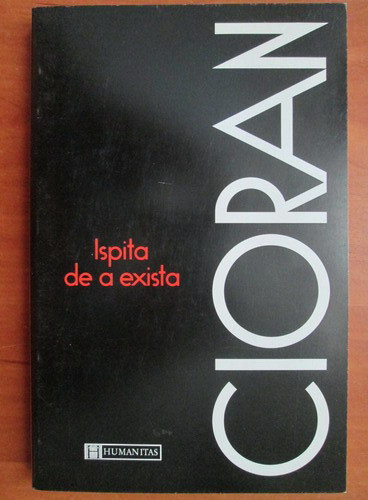 CIORAN
Ispita
de a exista
H HUMANITAS